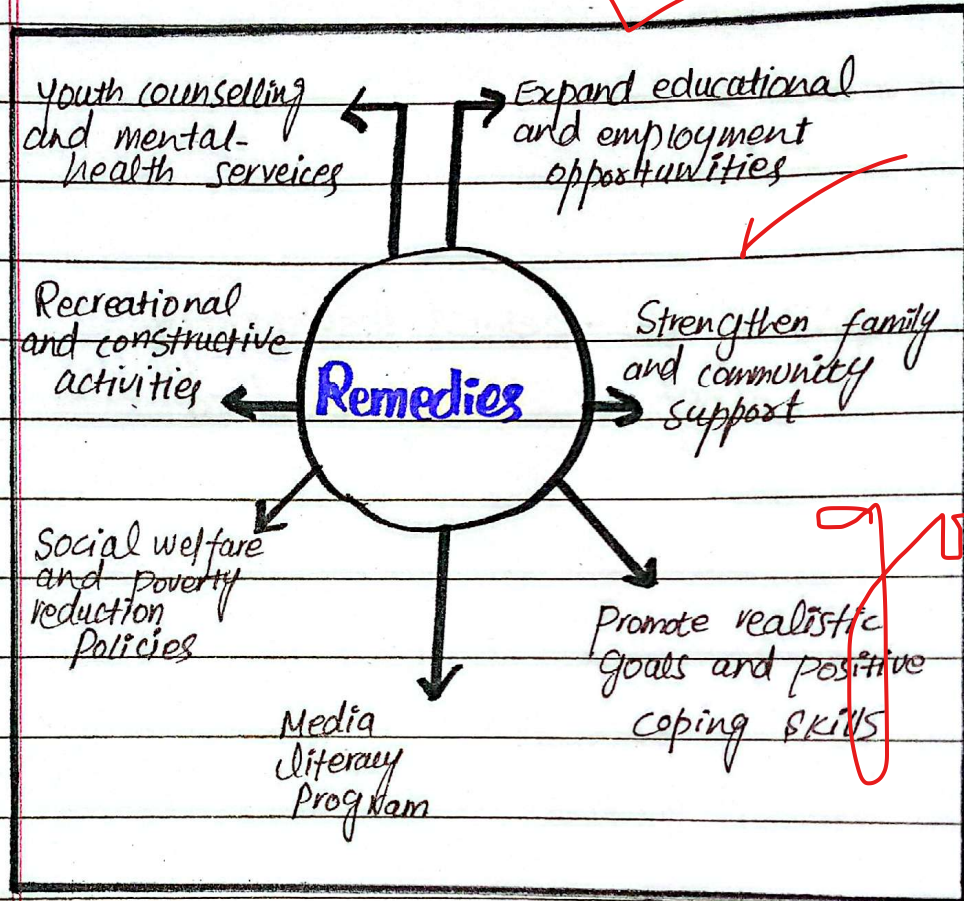 Youth counselling
and mental-
health serveices
Expand educational
and employment
opportunities
Recreational
and constructive
activities
Remedies
Strengthen family
and community
support
Social welfare
and poverty
reduction
Policies
Promote realistic
goals and positive
coping skills
Media
literacy
Program